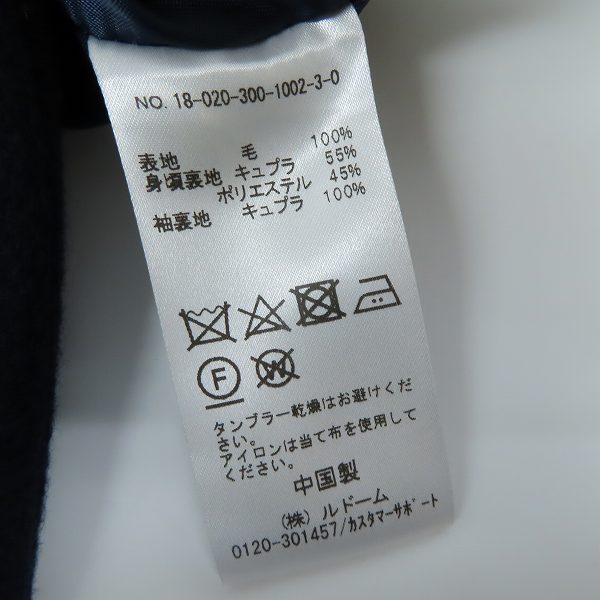 NO. 18-020-300-1002-3-0
表地 毛 100%
身頃裏地 キュプラ 55%
ポリエステル 45%
袖裏地 キュプラ 100%
F W
タンブラー乾燥はお避けくだ
さい。
アイロンは当て布を使用して
ください。
中国製
(株) ルドーム
0120-301457/カスタマーサポート